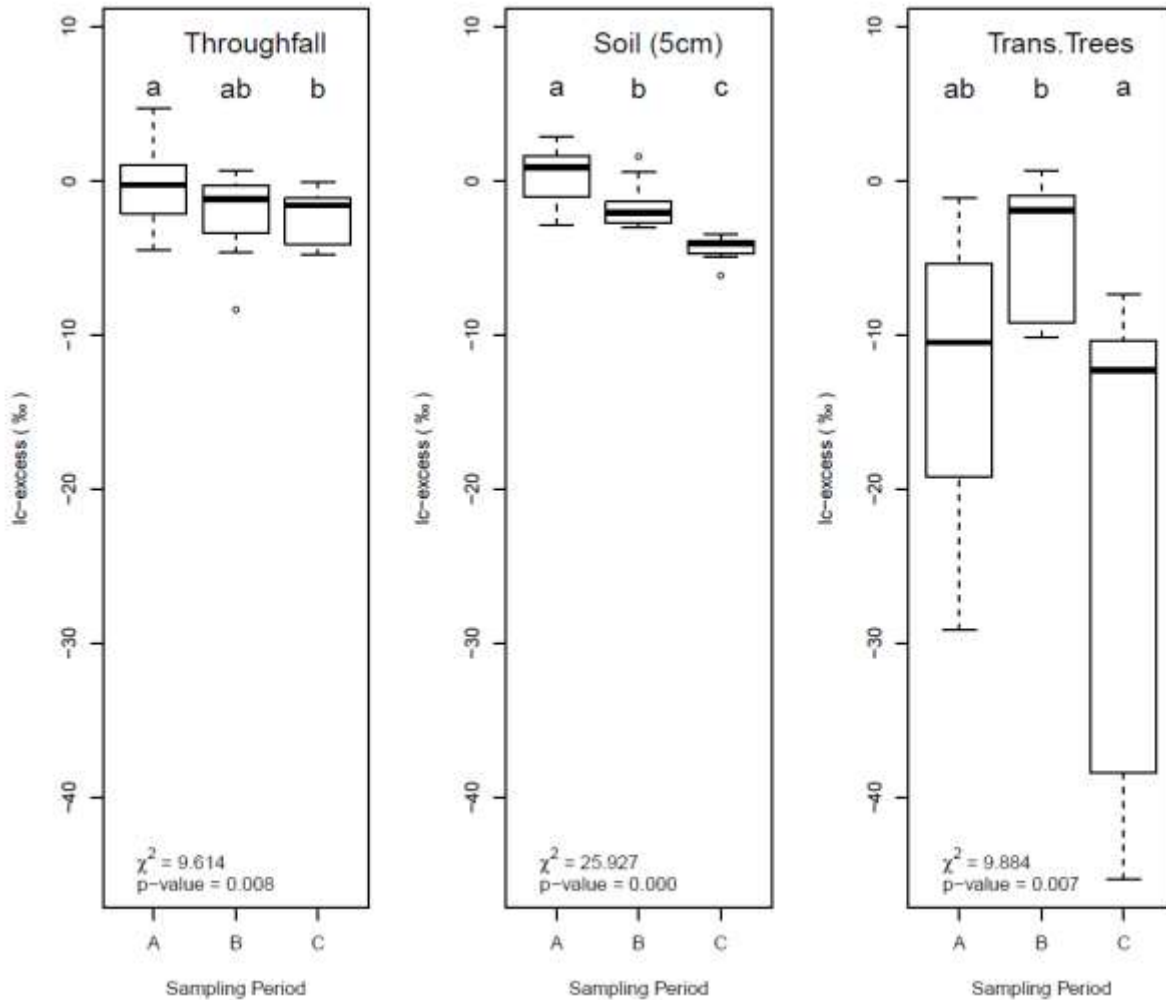 Throughfall
a ab b
10
0
−10
−20
−30
−40
lc−excess ( ‰ )
χ2 = 9.614
p−value = 0.008
A B C
Sampling Period
Soil (5cm)
a b c
10
0
−10
−20
−30
−40
lc−excess ( ‰ )
χ2 = 25.927
p−value = 0.000
A B C
Sampling Period
Trans.Trees
ab b a
10
0
−10
−20
−30
−40
lc−excess ( ‰ )
χ2 = 9.884
p−value = 0.007
A B C
Sampling Period